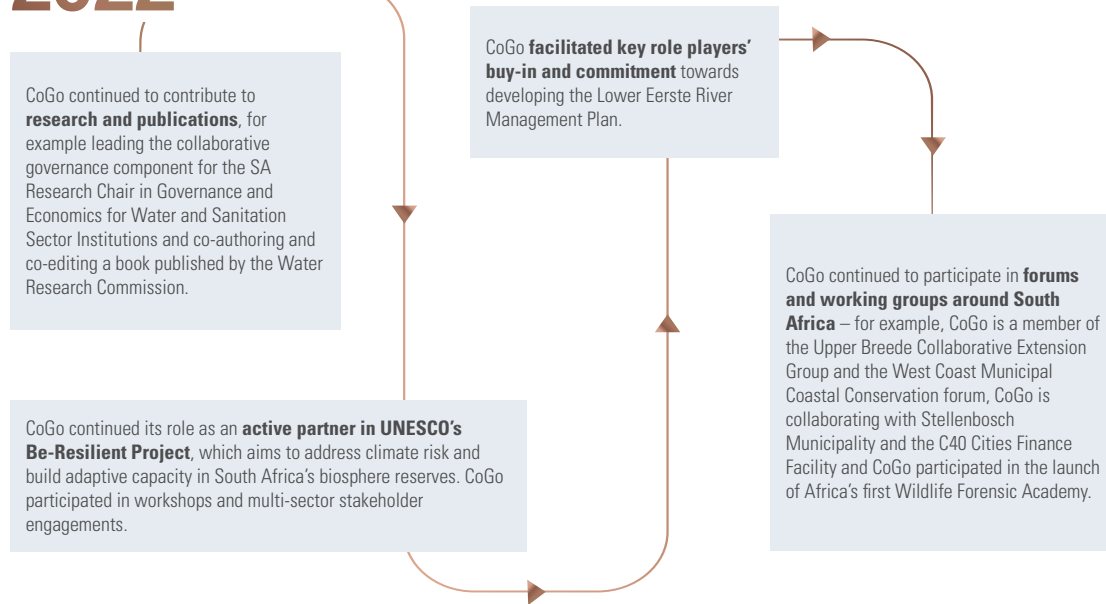 2022
CoGo continued to contribute to
research and publications, for
example leading the collaborative
governance component for the SA
Research Chair in Governance and
Economics for Water and Sanitation
Sector Institutions and co-authoring and
co-editing a book published by the Water
Research Commission.
CoGo continued its role as an active partner in UNESCO's
Be-Resilient Project, which aims to address climate risk and
build adaptive capacity in South Africa's biosphere reserves. CoGo
participated in workshops and multi-sector stakeholder
engagements.
CoGo facilitated key role players'
buy-in and commitment towards
developing the Lower Eerste River
Management Plan.
CoGo continued to participate in forums
and working groups around South
Africa – for example, CoGo is a member of
the Upper Breede Collaborative Extension
Group and the West Coast Municipal
Coastal Conservation forum, CoGo is
collaborating with Stellenbosch
Municipality and the C40 Cities Finance
Facility and CoGo participated in the launch
of Africa's first Wildlife Forensic Academy.